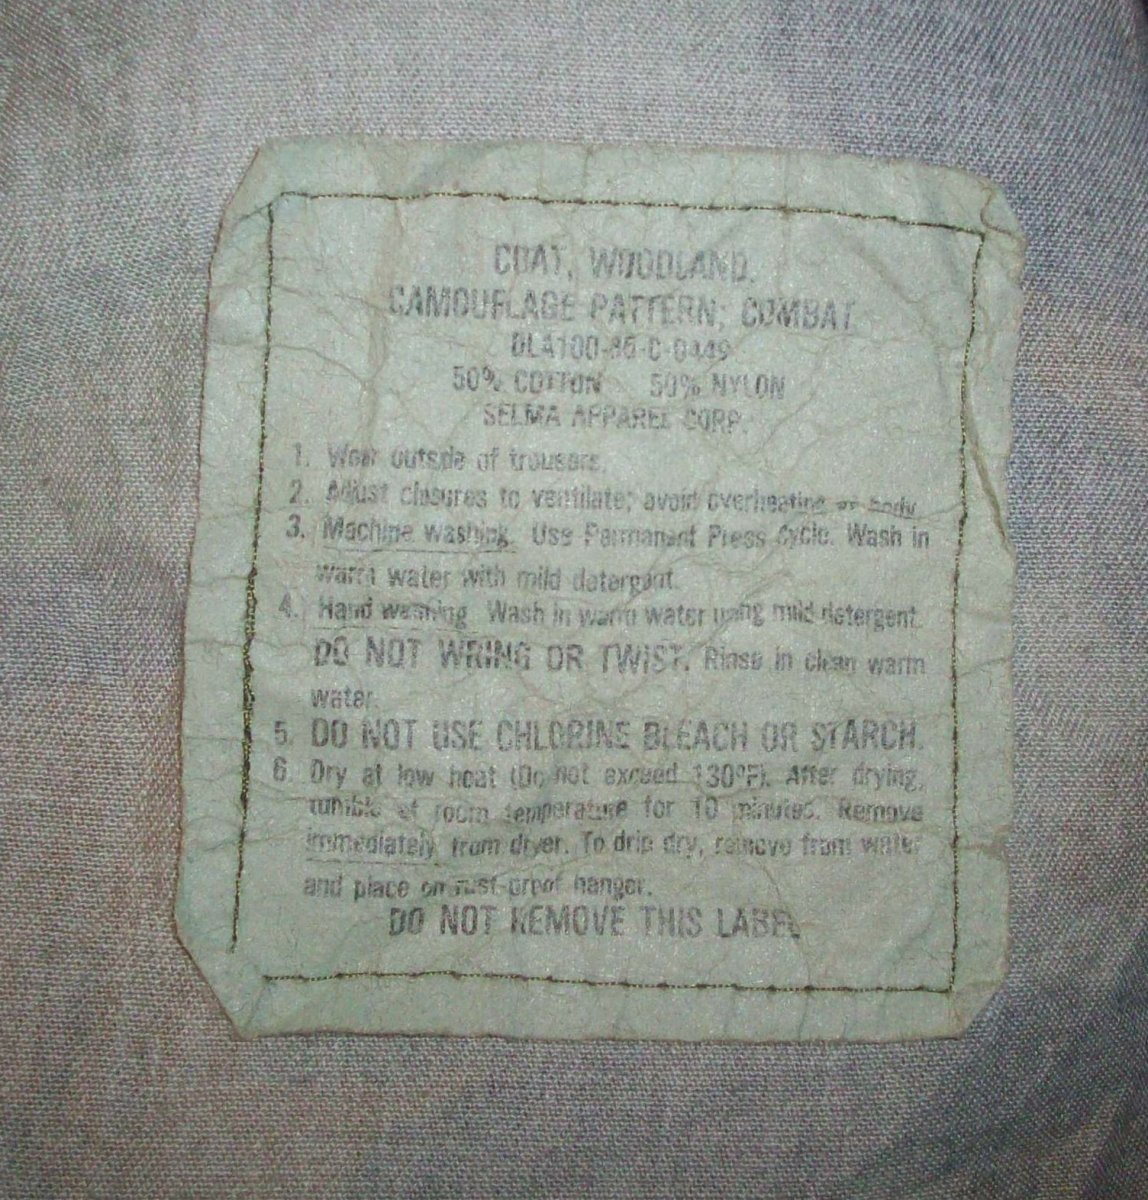 COAT, WOODLAND,
CAMOUFLAGE PATTERN; COMBAT
50% COTTON 50% NYLON
SELMA APPAREL CORP.
1. Wear outside of trousers.
2. Adjust closures to ventilate; avoid overheating of body.
3. Machine washing. Use Permanent Press Cycle. Wash in
warm water with mild detergent.
4. Hand washing. Wash in warm water using mild detergent.
DO NOT WRING OR TWIST. Rinse in clean warm
water.
5. DO NOT USE CHLORINE BLEACH OR STARCH.
6. Dry at low heat (Do not exceed 130°F). After drying,
tumble at room temperature for 10 minutes. Remove
immediately from dryer. To drip dry, remove from water
and place on rust-proof hanger.
DO NOT REMOVE THIS LABEL